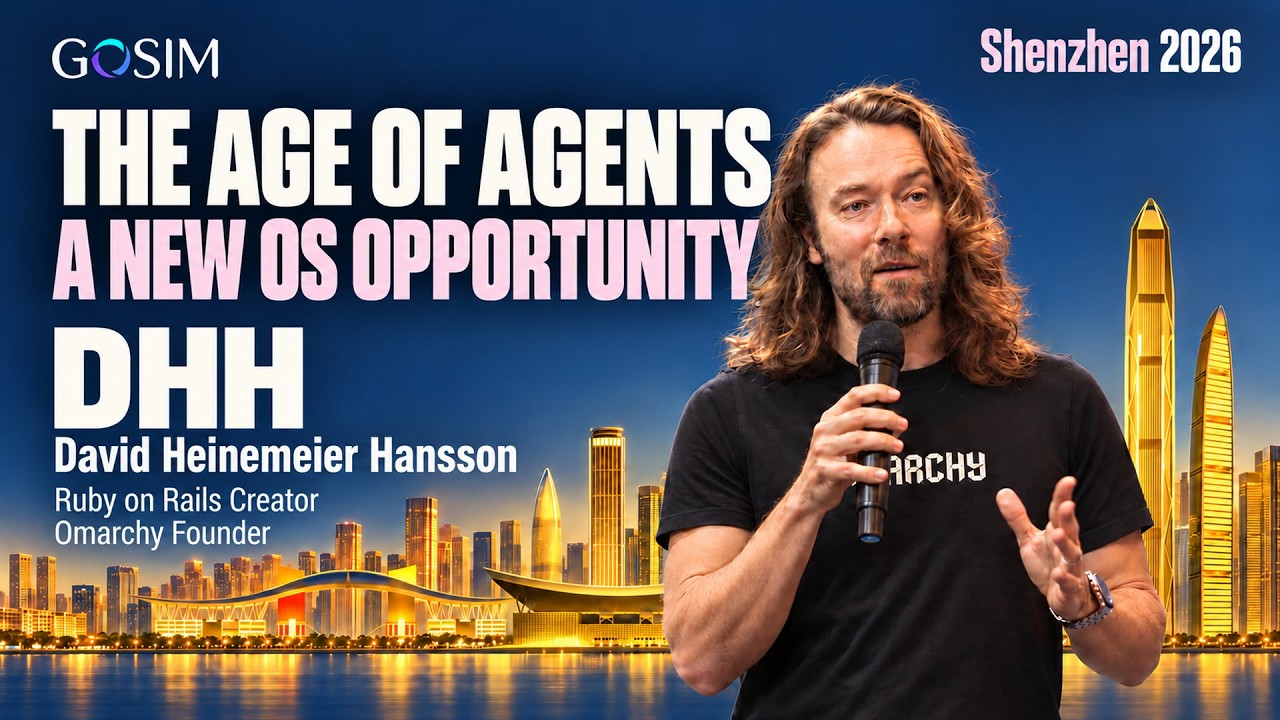 GOSIM
Shenzhen 2026
THE AGE OF AGENTS
A NEW OS OPPORTUNITY
DHH
David Heinemeier Hansson
Ruby on Rails Creator
Omarchy Founder
ARCHY